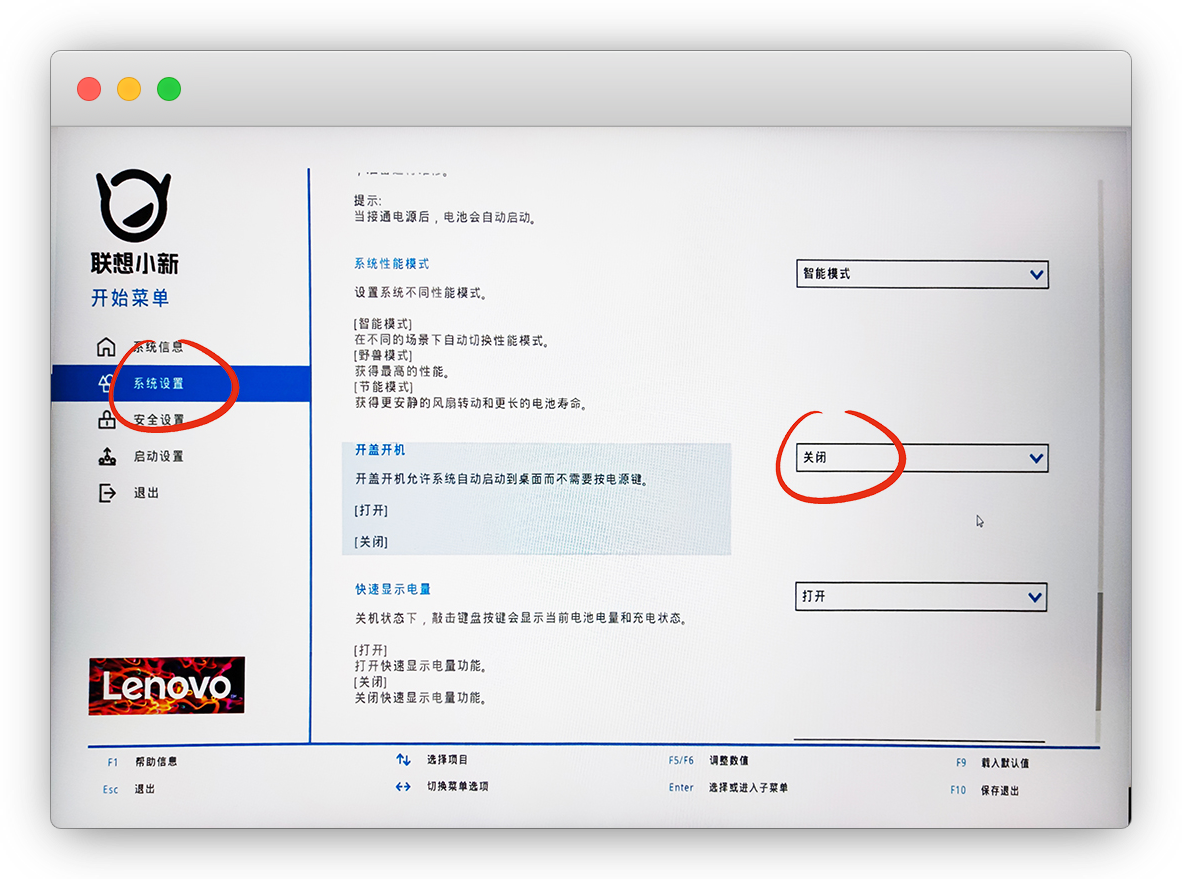 联想小新
开始菜单
系统信息
系统设置
安全设置
启动设置
退出
Lenovo
提示:
当接通电源后，电池会自动启动。
系统性能模式
智能模式
设置系统不同性能模式。
[智能模式]
在不同的场景下自动切换性能模式。
[野兽模式]
获得最高的性能。
[节能模式]
获得更安静的风扇转动和更长的电池寿命。
开盖开机
关闭
开盖开机允许系统自动启动到桌面而不需要按电源键。
[打开]
[关闭]
快速显示电量
打开
关机状态下，敲击键盘按键会显示当前电池电量和充电状态。
[打开]
打开快速显示电量功能。
[关闭]
关闭快速显示电量功能。
F1 帮助信息
选择项目
F5/F6 调整数值
F9 载入默认值
Esc 退出
切换菜单选项
Enter 选择或进入子菜单
F10 保存退出